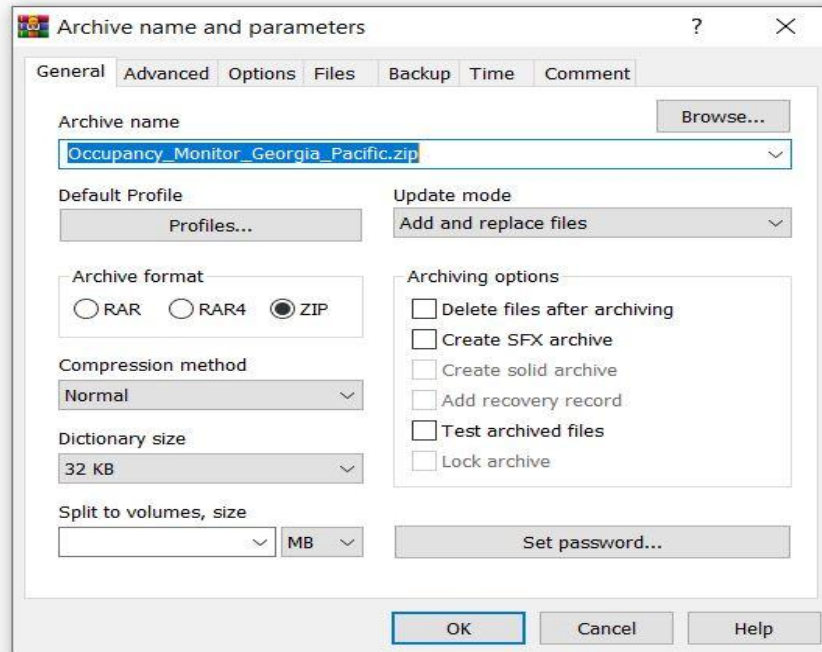 Archive name and parameters
General Advanced Options Files Backup Time Comment
Archive name
Browse...
Occupancy_Monitor_Georgia_Pacific.zip
Default Profile
Update mode
Profiles...
Add and replace files
Archive format
RAR RAR4 ZIP
Archiving options
Delete files after archiving
Create SFX archive
Create solid archive
Add recovery record
Test archived files
Lock archive
Compression method
Normal
Dictionary size
32 KB
Split to volumes, size
MB
Set password...
OK Cancel Help